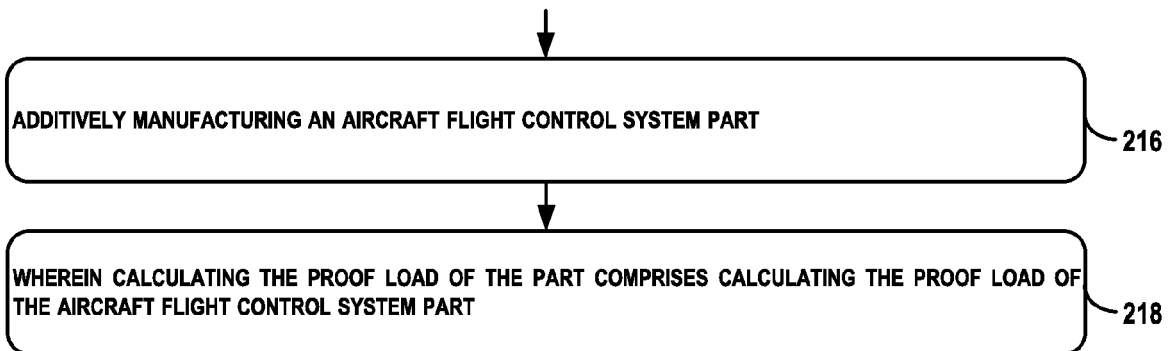 ADDITIVELY MANUFACTURING AN AIRCRAFT FLIGHT CONTROL SYSTEM PART
216
WHEREIN CALCULATING THE PROOF LOAD OF THE PART COMPRISES CALCULATING THE PROOF LOAD OF
THE AIRCRAFT FLIGHT CONTROL SYSTEM PART
218